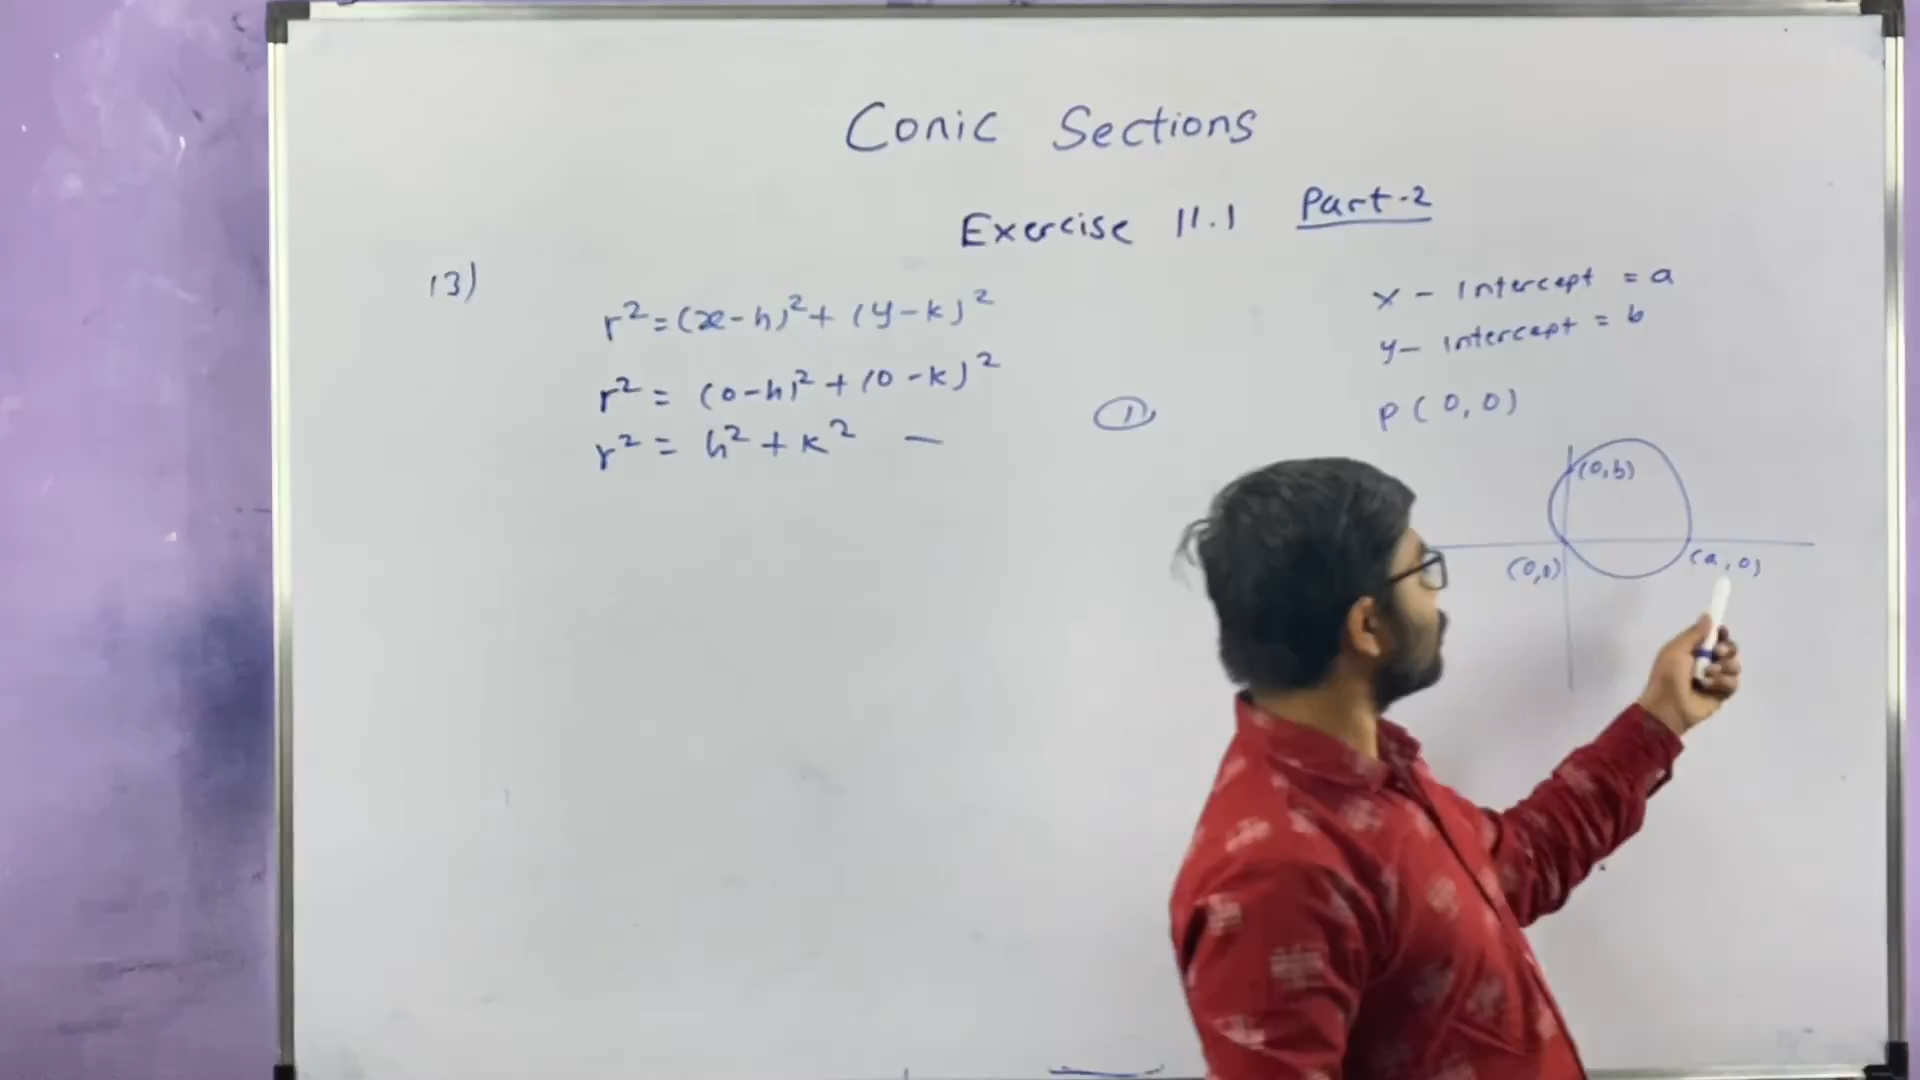 Conic Sections
Exercise 11.1 Part-2
13)
r² = (x-h)² + (y-k)²
r² = (0-h)² + (0-k)²
r² = h² + k² — ①
x - Intercept = a
y - Intercept = b
P(0,0)
(0,b)
(0,0)
(a,0)